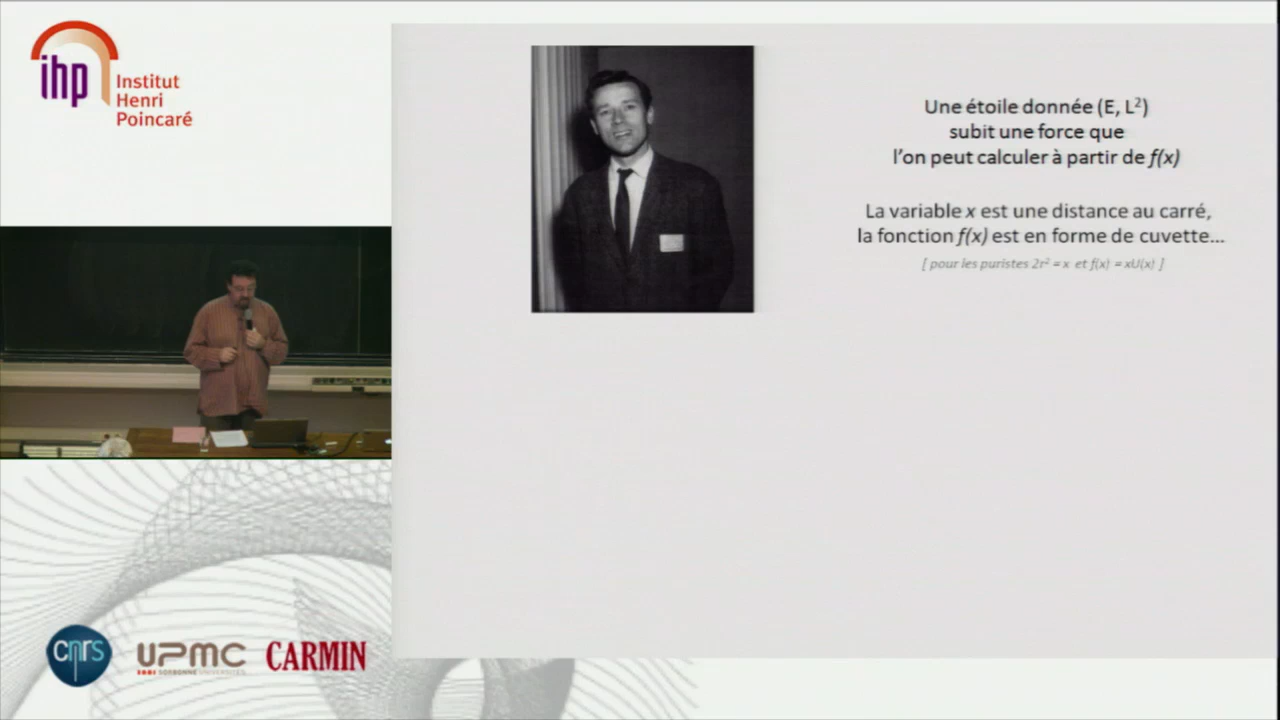 ihp
Institut
Henri
Poincaré
Une étoile donnée (E, L²)
subit une force que
l'on peut calculer à partir de f(x)
La variable x est une distance au carré,
la fonction f(x) est en forme de cuvette...
[ pour les puristes 2r² = x et f(x) = xU(x) ]
cnrs
UPMC
SORBONNE UNIVERSITÉS
CARMIN